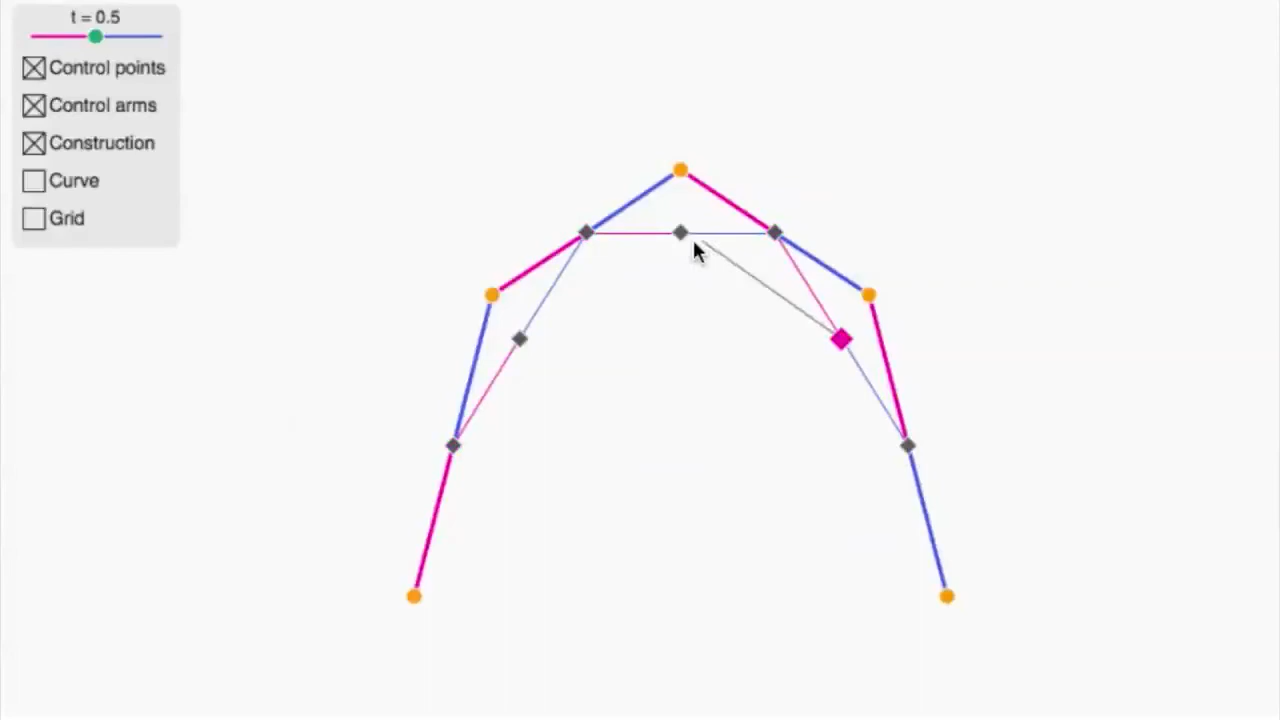 t = 0.5
Control points
Control arms
Construction
Curve
Grid